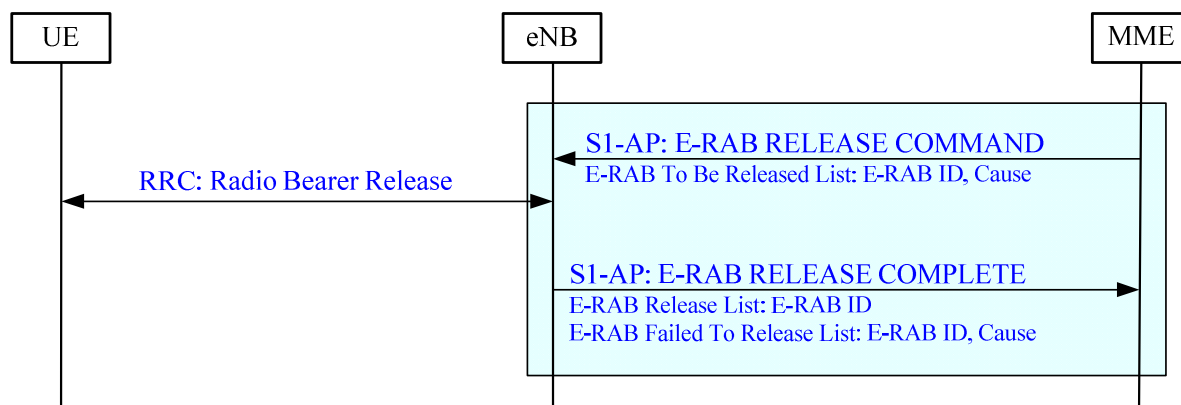 UE
eNB
MME
S1-AP: E-RAB RELEASE COMMAND
E-RAB To Be Released List: E-RAB ID, Cause
RRC: Radio Bearer Release
S1-AP: E-RAB RELEASE COMPLETE
E-RAB Release List: E-RAB ID
E-RAB Failed To Release List: E-RAB ID, Cause